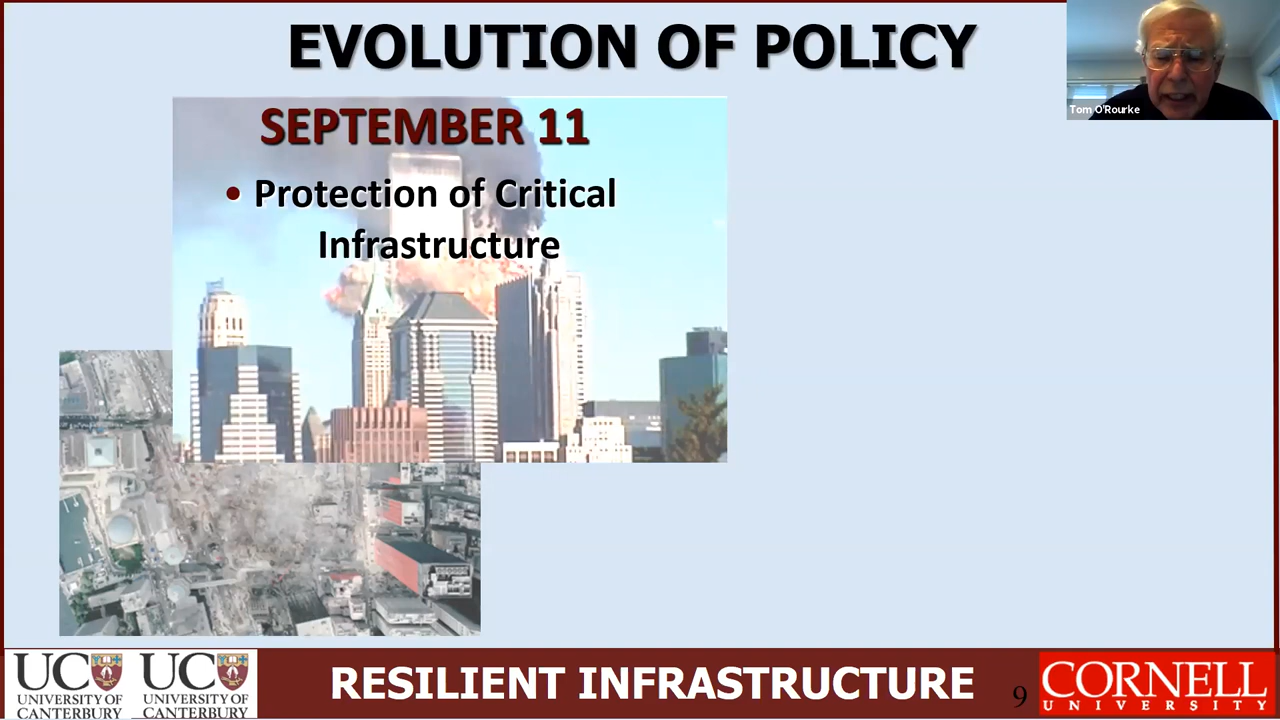 EVOLUTION OF POLICY
Tom O'Rourke
SEPTEMBER 11
• Protection of Critical
Infrastructure
UC
UNIVERSITY OF
CANTERBURY
UC
UNIVERSITY OF
CANTERBURY
RESILIENT INFRASTRUCTURE
9
CORNELL
UNIVERSITY